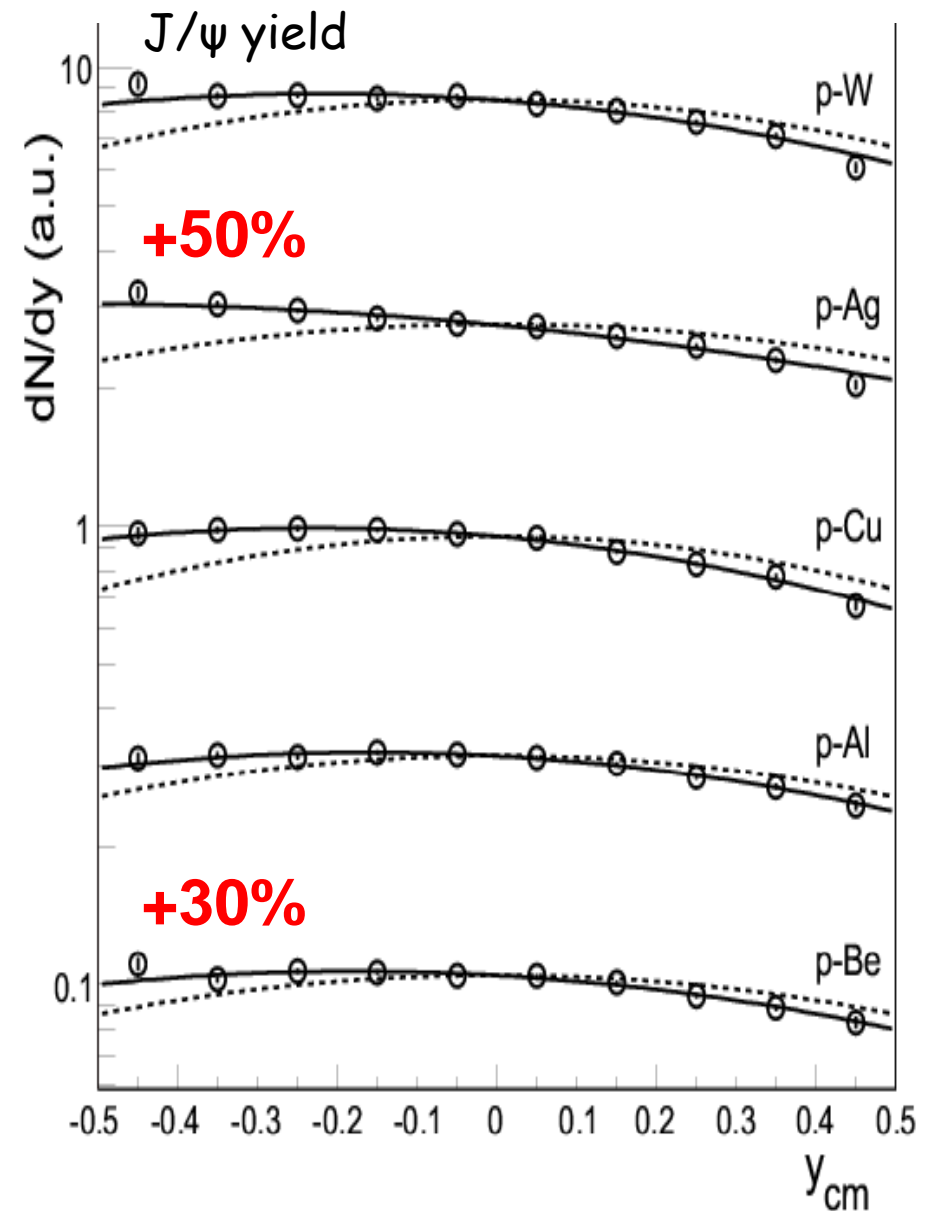 J/ψ yield
10
p-W
dN/dy (a.u.)
+50%
p-Ag
1
p-Cu
p-Al
+30%
p-Be
0.1
-0.5 -0.4 -0.3 -0.2 -0.1 0 0.1 0.2 0.3 0.4 0.5
ycm